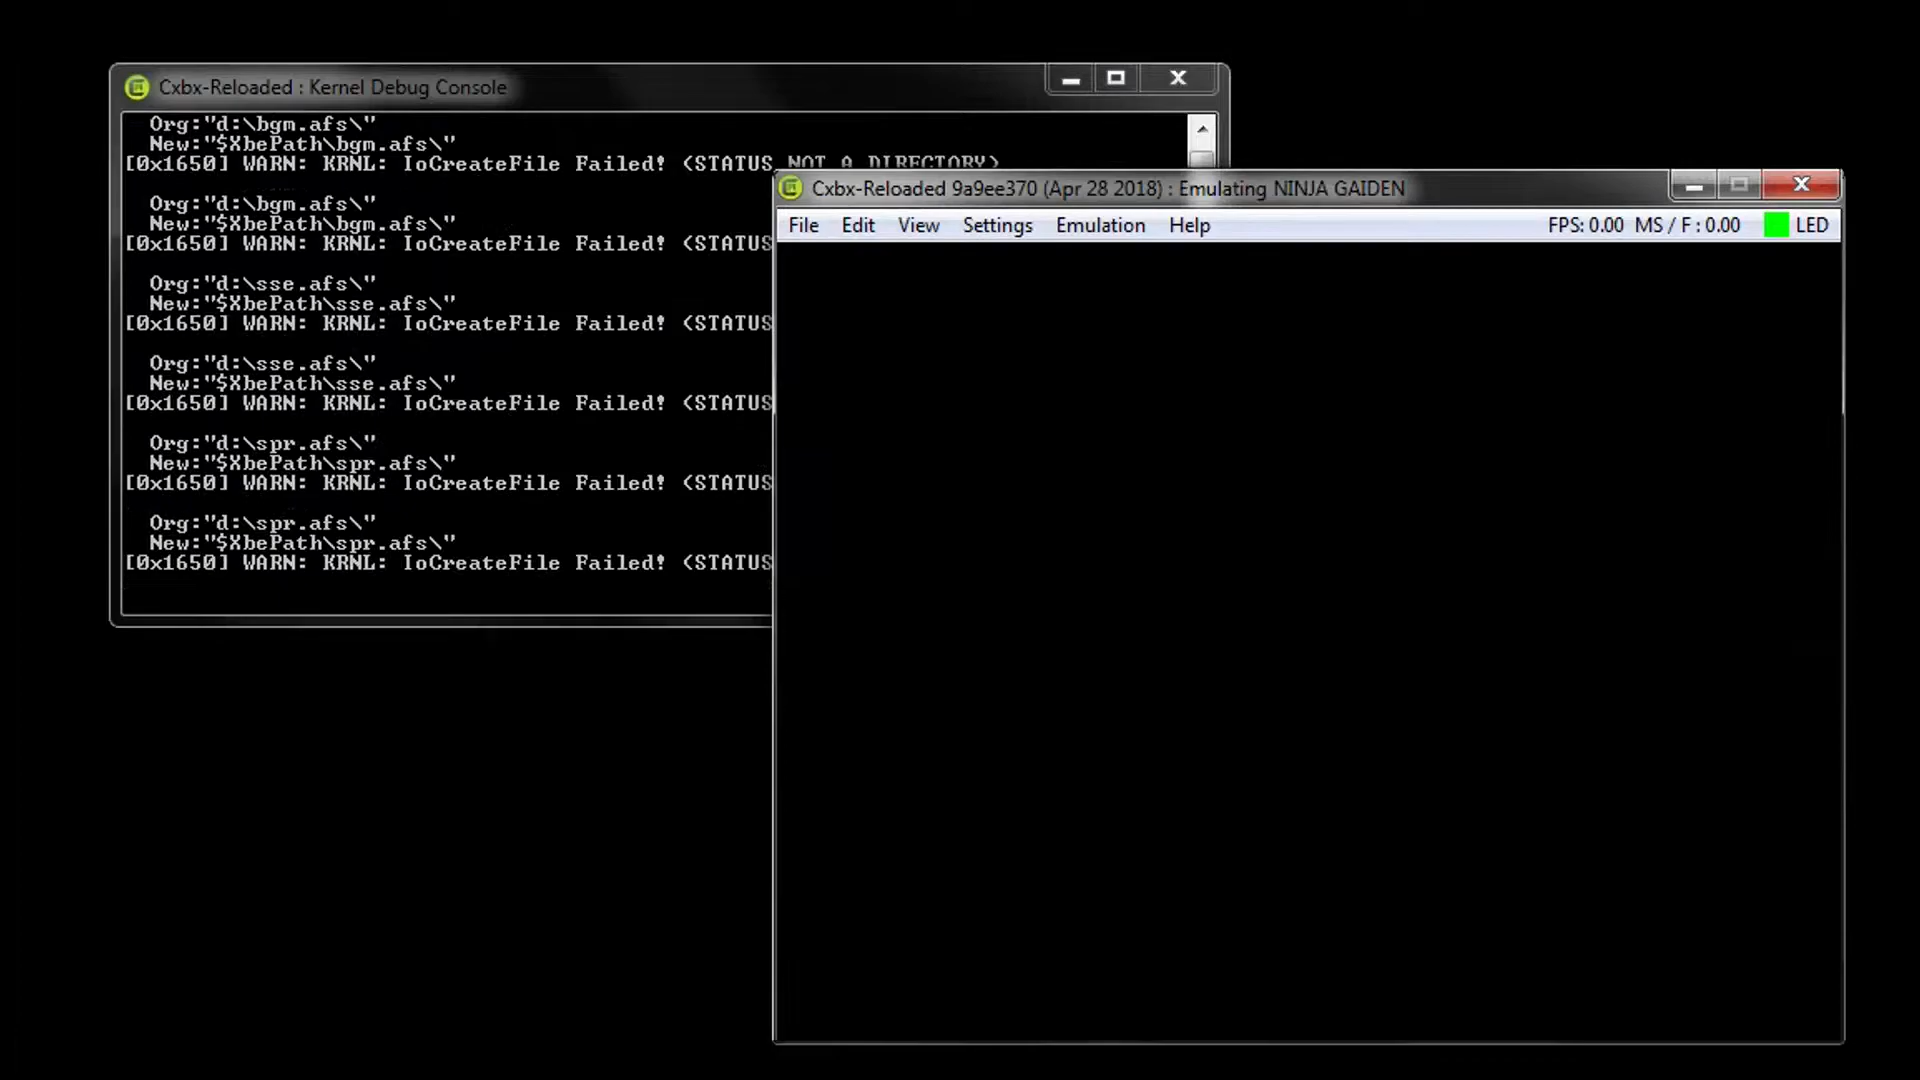 Cxbx-Reloaded : Kernel Debug Console
Org:"d:\bgm.afs\"
New:"$XbePath\bgm.afs\"
[0x1650] WARN: KRNL: IoCreateFile Failed! (STATUS_NOT_A_DIRECTORY)
Org:"d:\bgm.afs\"
New:"$XbePath\bgm.afs\"
[0x1650] WARN: KRNL: IoCreateFile Failed! (STATUS
Org:"d:\sse.afs\"
New:"$XbePath\sse.afs\"
[0x1650] WARN: KRNL: IoCreateFile Failed! (STATUS
Org:"d:\sse.afs\"
New:"$XbePath\sse.afs\"
[0x1650] WARN: KRNL: IoCreateFile Failed! (STATUS
Org:"d:\spr.afs\"
New:"$XbePath\spr.afs\"
[0x1650] WARN: KRNL: IoCreateFile Failed! (STATUS
Org:"d:\spr.afs\"
New:"$XbePath\spr.afs\"
[0x1650] WARN: KRNL: IoCreateFile Failed! (STATUS
Cxbx-Reloaded 9a9ee370 (Apr 28 2018) : Emulating NINJA GAIDEN
File Edit View Settings Emulation Help FPS: 0.00 MS / F : 0.00 LED